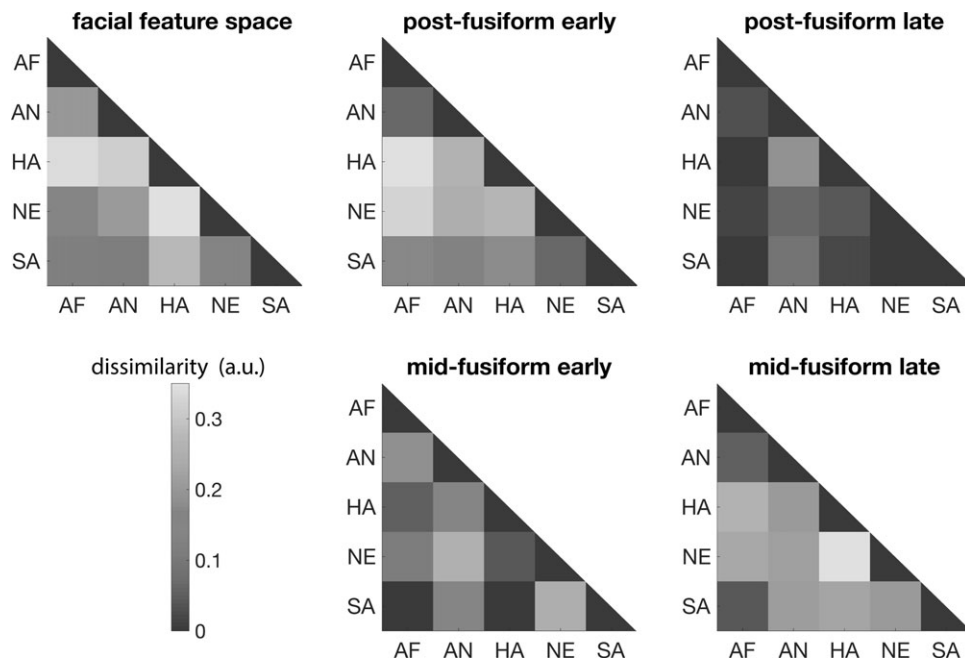 facial feature space
AF
AN
HA
NE
SA
AF AN HA NE SA
post-fusiform early
AF
AN
HA
NE
SA
AF AN HA NE SA
post-fusiform late
AF
AN
HA
NE
SA
AF AN HA NE SA
dissimilarity (a.u.)
0.3
0.2
0.1
0
mid-fusiform early
AF
AN
HA
NE
SA
AF AN HA NE SA
mid-fusiform late
AF
AN
HA
NE
SA
AF AN HA NE SA